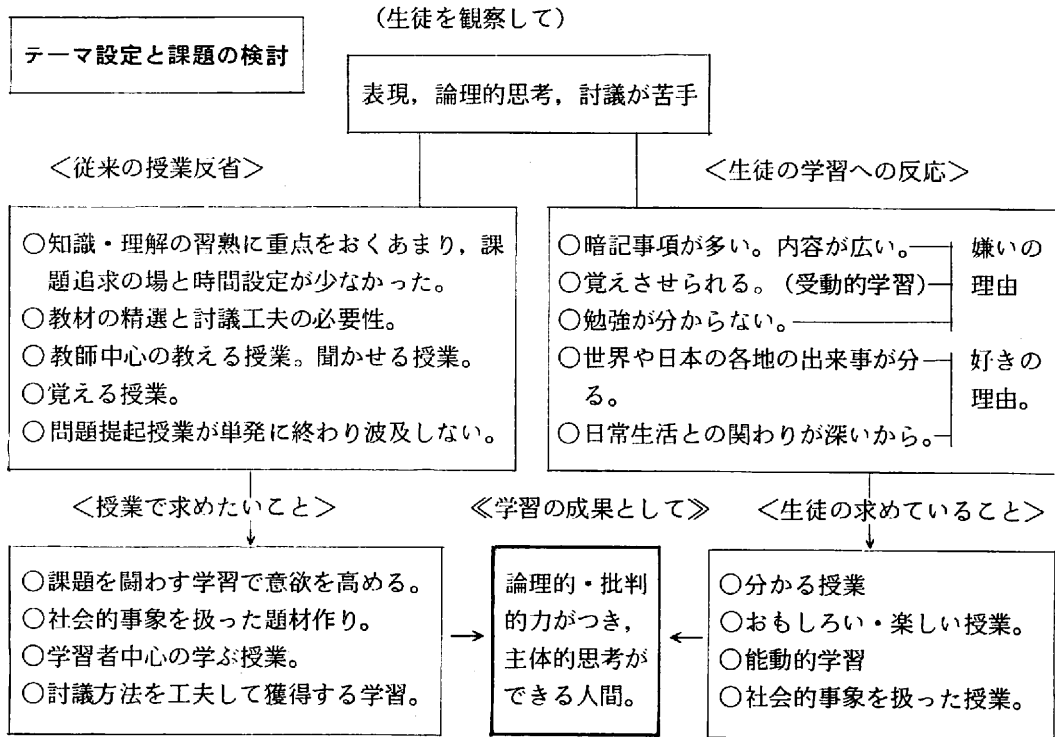 (生徒を観察して)
テーマ設定と課題の検討
表現，論理的思考，討議が苦手
＜従来の授業反省＞
○知識・理解の習熟に重点をおくあまり，課
題追求の場と時間設定が少なかった。
○教材の精選と討議工夫の必要性。
○教師中心の教える授業。聞かせる授業。
○覚える授業。
○問題提起授業が単発に終わり波及しない。
＜生徒の学習への反応＞
○暗記事項が多い。内容が広い。
○覚えさせられる。(受動的学習)
○勉強が分からない。
嫌いの
理由
○世界や日本の各地の出来事が分
る。
○日常生活との関わりが深いから。
好きの
理由。
＜授業で求めたいこと＞
○課題を闘わす学習で意欲を高める。
○社会的事象を扱った題材作り。
○学習者中心の学ぶ授業。
○討議方法を工夫して獲得する学習。
≪学習の成果として≫
論理的・批判
的力がつき，
主体的思考が
できる人間。
＜生徒の求めていること＞
○分かる授業
○おもしろい・楽しい授業。
○能動的学習
○社会的事象を扱った授業。